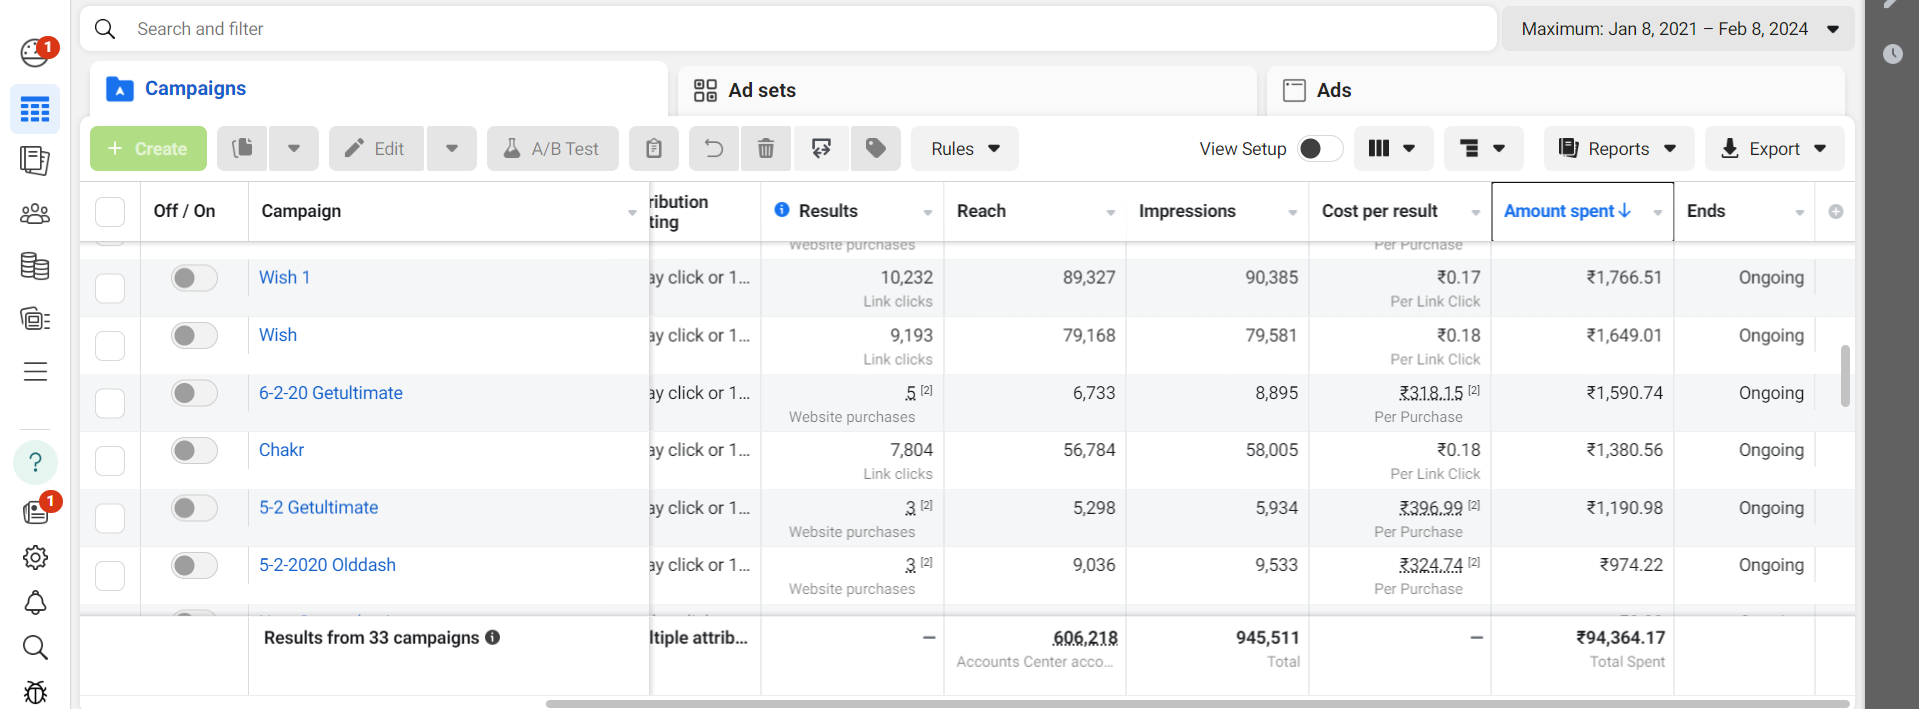 1
Search and filter
Maximum: Jan 8, 2021 – Feb 8, 2024
Campaigns
Ad sets
Ads
+ Create
Edit
A/B Test
Rules
View Setup
Reports
Export
Off / On
Campaign
ribution
ting
Results
Reach
Impressions
Cost per result
Amount spent↓
Ends
Website purchases
Per Purchase
Wish 1
ay click or 1...
10,232
Link clicks
89,327
90,385
₹0.17
Per Link Click
₹1,766.51
Ongoing
Wish
ay click or 1...
9,193
Link clicks
79,168
79,581
₹0.18
Per Link Click
₹1,649.01
Ongoing
6-2-20 Getultimate
ay click or 1...
5 [2]
Website purchases
6,733
8,895
₹318.15 [2]
Per Purchase
₹1,590.74
Ongoing
Chakr
ay click or 1...
7,804
Link clicks
56,784
58,005
₹0.18
Per Link Click
₹1,380.56
Ongoing
5-2 Getultimate
ay click or 1...
3 [2]
Website purchases
5,298
5,934
₹396.99 [2]
Per Purchase
₹1,190.98
Ongoing
5-2-2020 Olddash
ay click or 1...
3 [2]
Website purchases
9,036
9,533
₹324.74 [2]
Per Purchase
₹974.22
Ongoing
?
1
Results from 33 campaigns
ltiple attrib...
—
606,218
Accounts Center acco...
945,511
Total
—
₹94,364.17
Total Spent